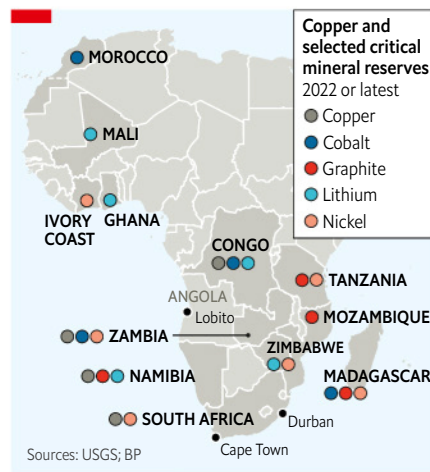 Copper and
selected critical
mineral reserves
2022 or latest
Copper
Cobalt
Graphite
Lithium
Nickel
MOROCCO
MALI
IVORY
COAST
GHANA
CONGO
TANZANIA
ANGOLA
Lobito
MOZAMBIQUE
ZAMBIA
ZIMBABWE
MADAGASCAR
NAMIBIA
SOUTH AFRICA
Durban
Cape Town
Sources: USGS; BP